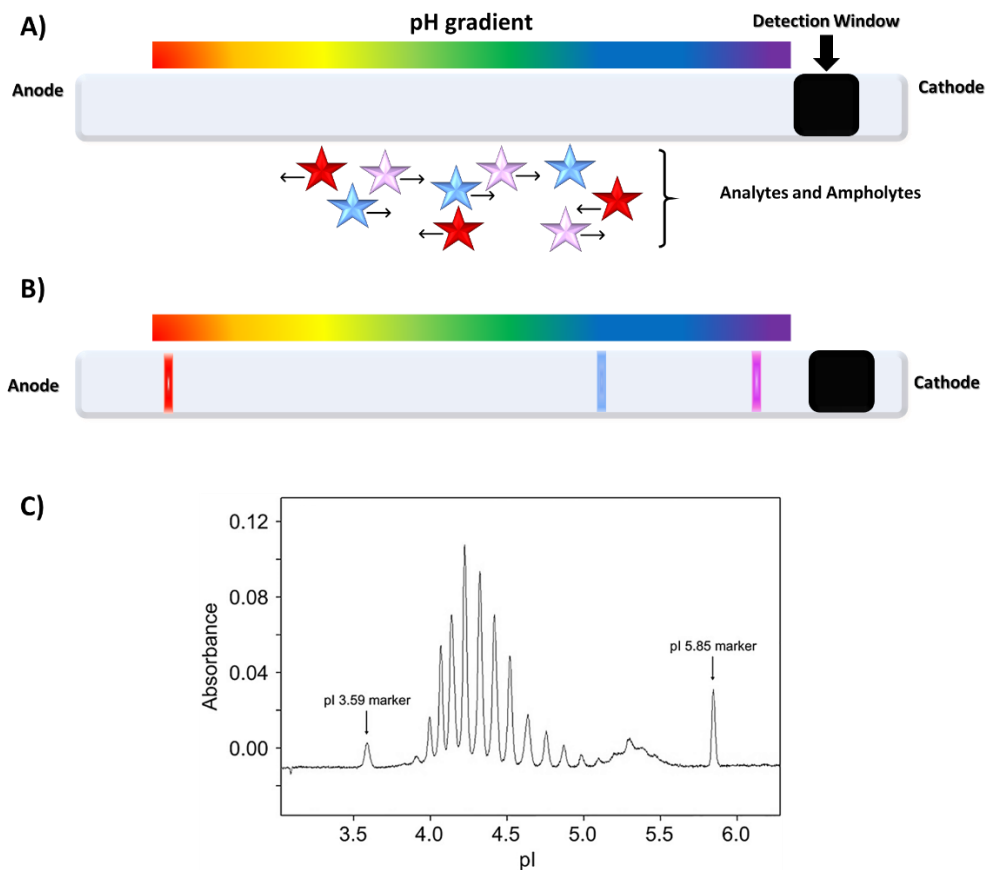 A)
pH gradient
Detection Window
Anode
Cathode
Analytes and Ampholytes
B)
Anode
Cathode
C)
0.12
0.08
0.04
0.00
Absorbance
pI 3.59 marker
pI 5.85 marker
3.5 4.0 4.5 5.0 5.5 6.0
pI